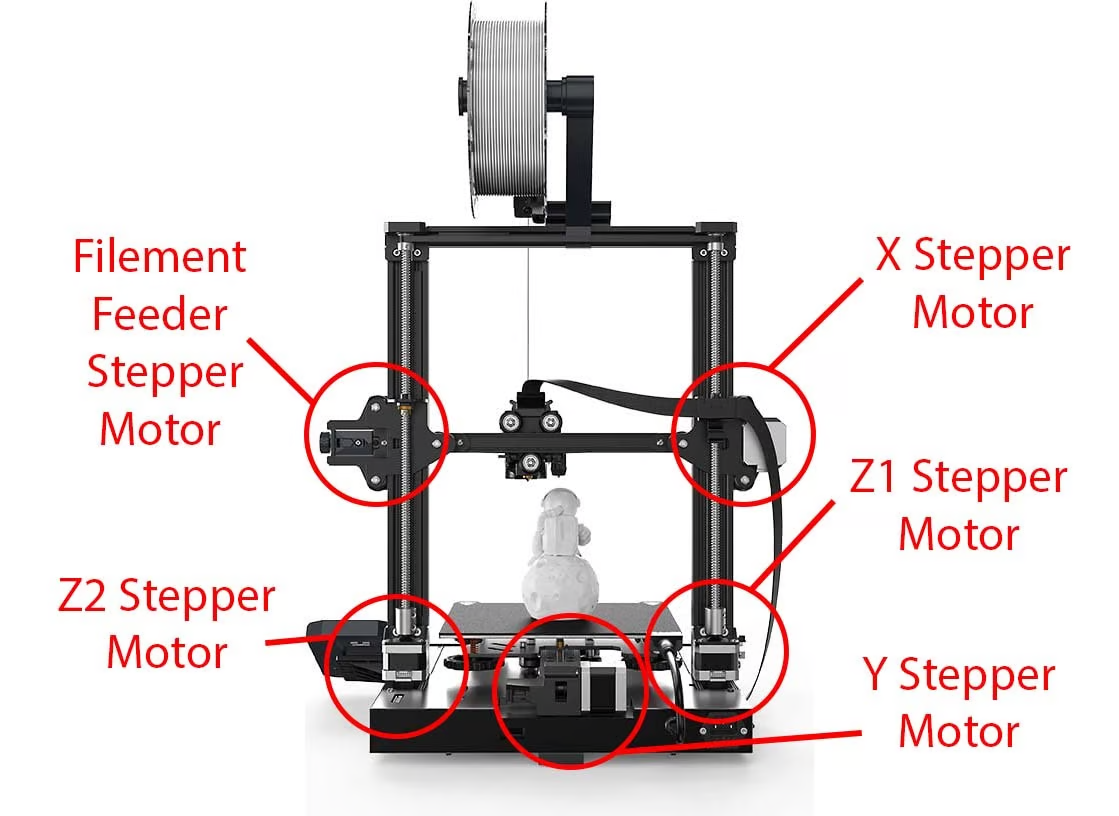 Filement
Feeder
Stepper
Motor
X Stepper
Motor
Z1 Stepper
Motor
Z2 Stepper
Motor
Y Stepper
Motor